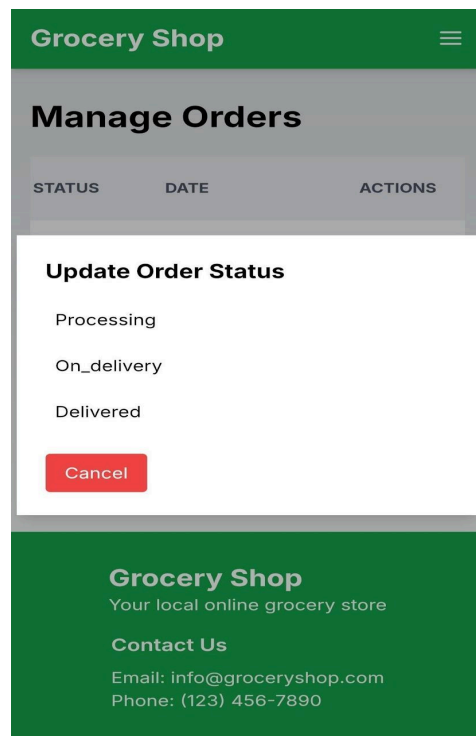 Grocery Shop
Manage Orders
STATUS DATE ACTIONS
Update Order Status
Processing
On_delivery
Delivered
Cancel
Grocery Shop
Your local online grocery store
Contact Us
Email: info@groceryshop.com
Phone: (123) 456-7890